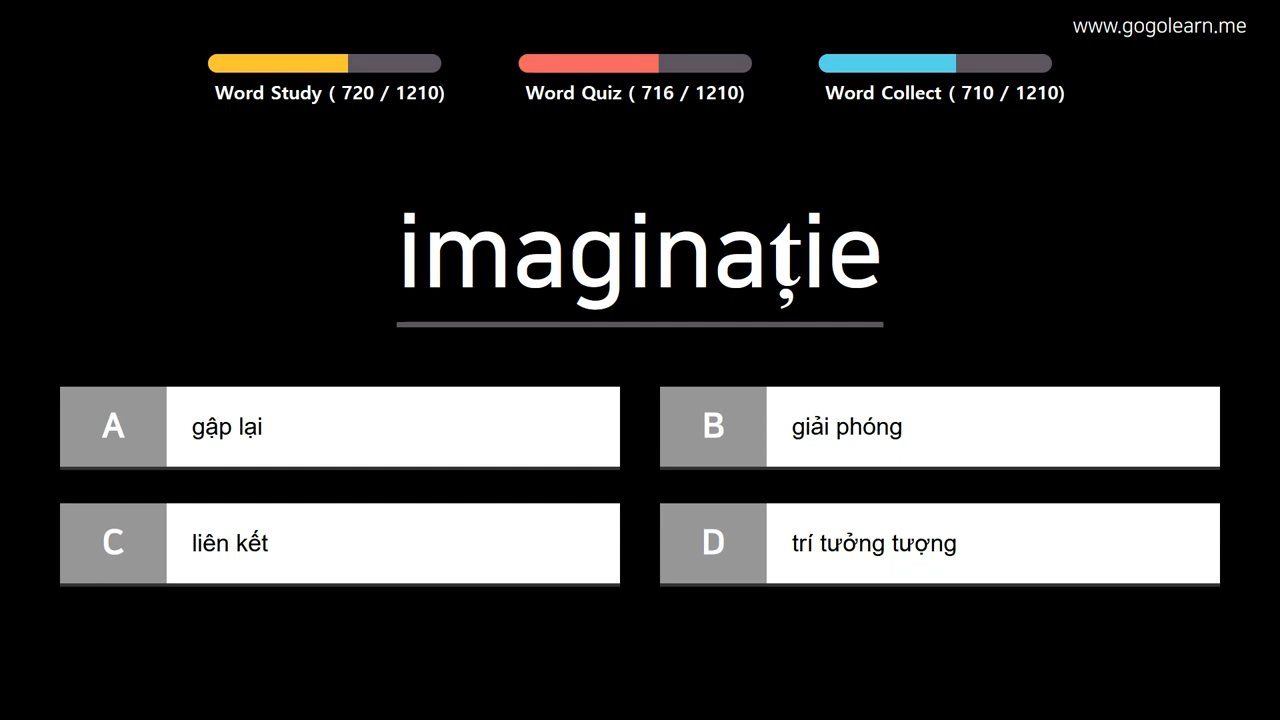 www.gogolearn.me
Word Study ( 720 / 1210)
Word Quiz ( 716 / 1210)
Word Collect ( 710 / 1210)
imaginație
A
gập lại
B
giải phóng
C
liên kết
D
trí tưởng tượng